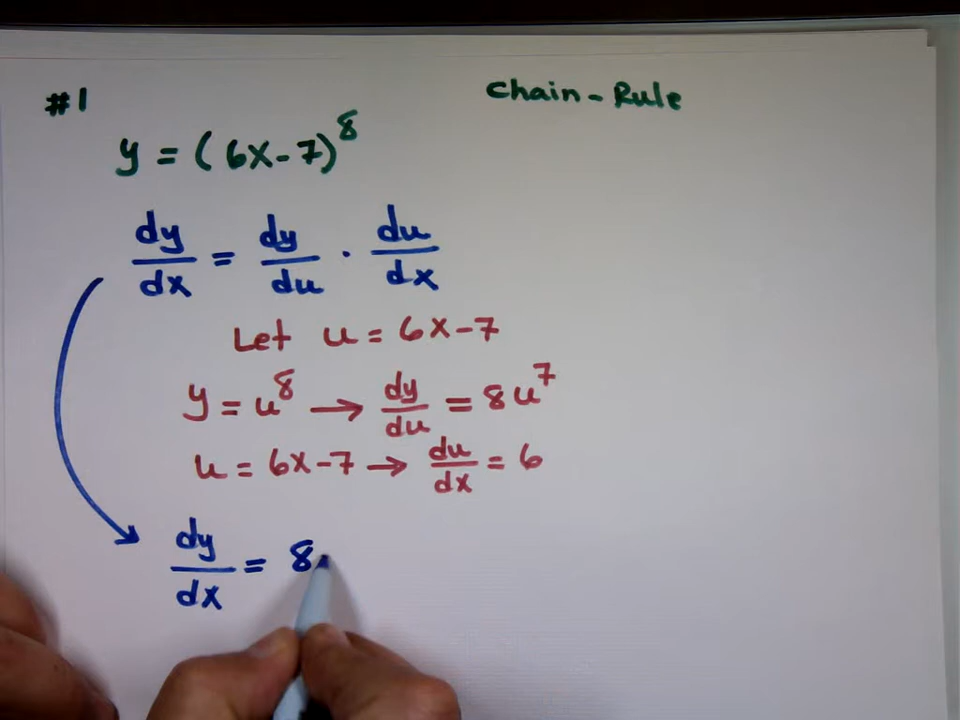 #1
Chain-Rule
y = (6x-7)^8
dy/dx = dy/du · du/dx
Let u = 6x-7
y = u^8 → dy/du = 8u^7
u = 6x-7 → du/dx = 6
dy/dx = 8